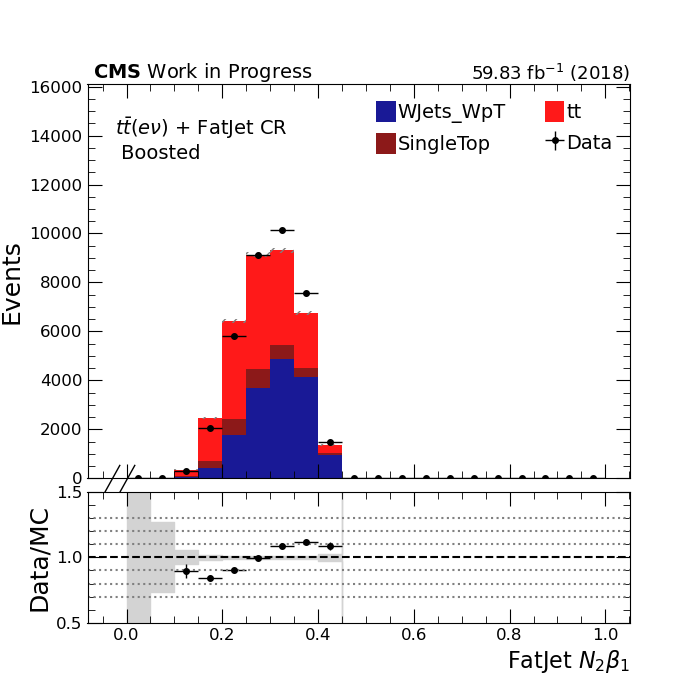 CMS Work in Progress 59.83 fb⁻¹ (2018)
16000
14000
12000
10000
8000
6000
4000
2000
0
Events
tt̄(eν) + FatJet CR
Boosted
WJets_WpT
tt
SingleTop
Data
1.5
1.0
0.5
Data/MC
0.0 0.2 0.4 0.6 0.8 1.0
FatJet N₂β₁